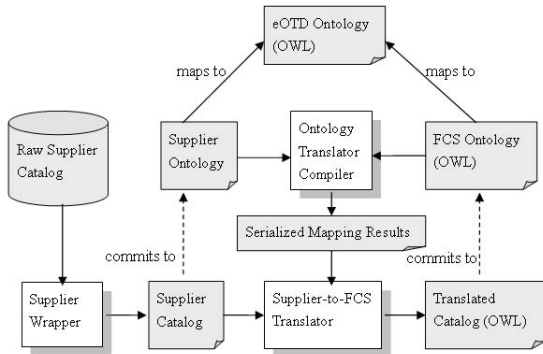 eOTD Ontology
(OWL)
maps to
maps to
Raw Supplier
Catalog
Supplier
Ontology
Ontology
Translator
Compiler
FCS Ontology
(OWL)
Serialized Mapping Results
commits to
commits to
Supplier
Wrapper
Supplier
Catalog
Supplier-to-FCS
Translator
Translated
Catalog (OWL)